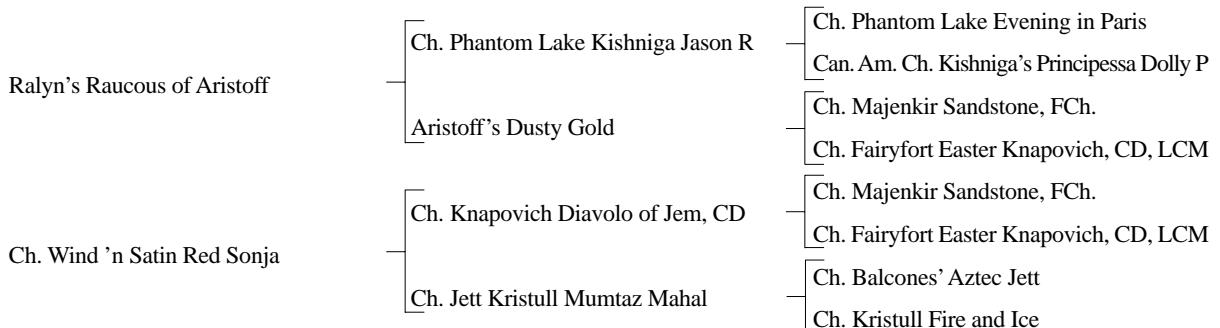 Ch. Phantom Lake Evening in Paris
Ch. Phantom Lake Kishniga Jason R
Can. Am. Ch. Kishniga’s Principessa Dolly P
Ralyn’s Raucous of Aristoff
Ch. Majenkir Sandstone, FCh.
Aristoff’s Dusty Gold
Ch. Fairyfort Easter Knapovich, CD, LCM
Ch. Majenkir Sandstone, FCh.
Ch. Knapovich Diavolo of Jem, CD
Ch. Fairyfort Easter Knapovich, CD, LCM
Ch. Wind ’n Satin Red Sonja
Ch. Balcones’ Aztec Jett
Ch. Jett Kristull Mumtaz Mahal
Ch. Kristull Fire and Ice